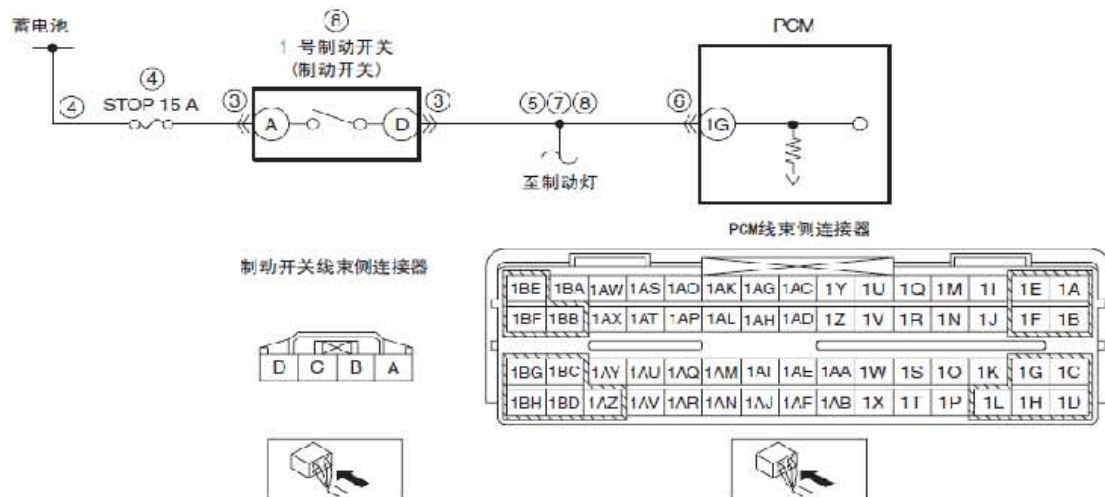 蓄电池
④
④
STOP 15 A
⑧
1 号制动开关
(制动开关)
③
A
D
③
⑤⑦⑧
至制动灯
PCM
⑥
1G
制动开关线束侧连接器
D C B A
PCM线束侧连接器
1BE 1BA 1AW 1AS 1AO 1AK 1AG 1AC 1Y 1U 1Q 1M 1I 1E 1A
1BF 1BB 1AX 1AT 1AP 1AL 1AH 1AD 1Z 1V 1R 1N 1J 1F 1B
1BG 1BC 1AY 1AU 1AQ 1AM 1AI 1AE 1AA 1W 1S 1O 1K 1G 1C
1BH 1BD 1AZ 1AV 1AR 1AN 1AJ 1AF 1AB 1X 1T 1P 1L 1H 1D